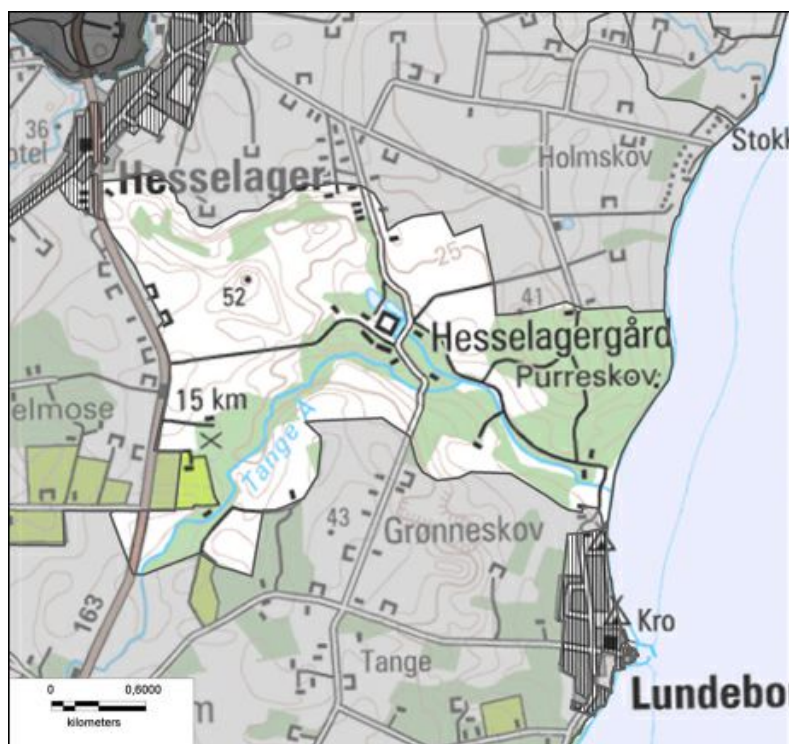 36
otel
Hesselager
Holmskov
Stokk
25
52
41
Hesselagergård
Purreskov
elmose
15 km
Tange Å
43
Grønneskov
163
Kro
Tange
Lundebo
m
0 0,6000
kilometers